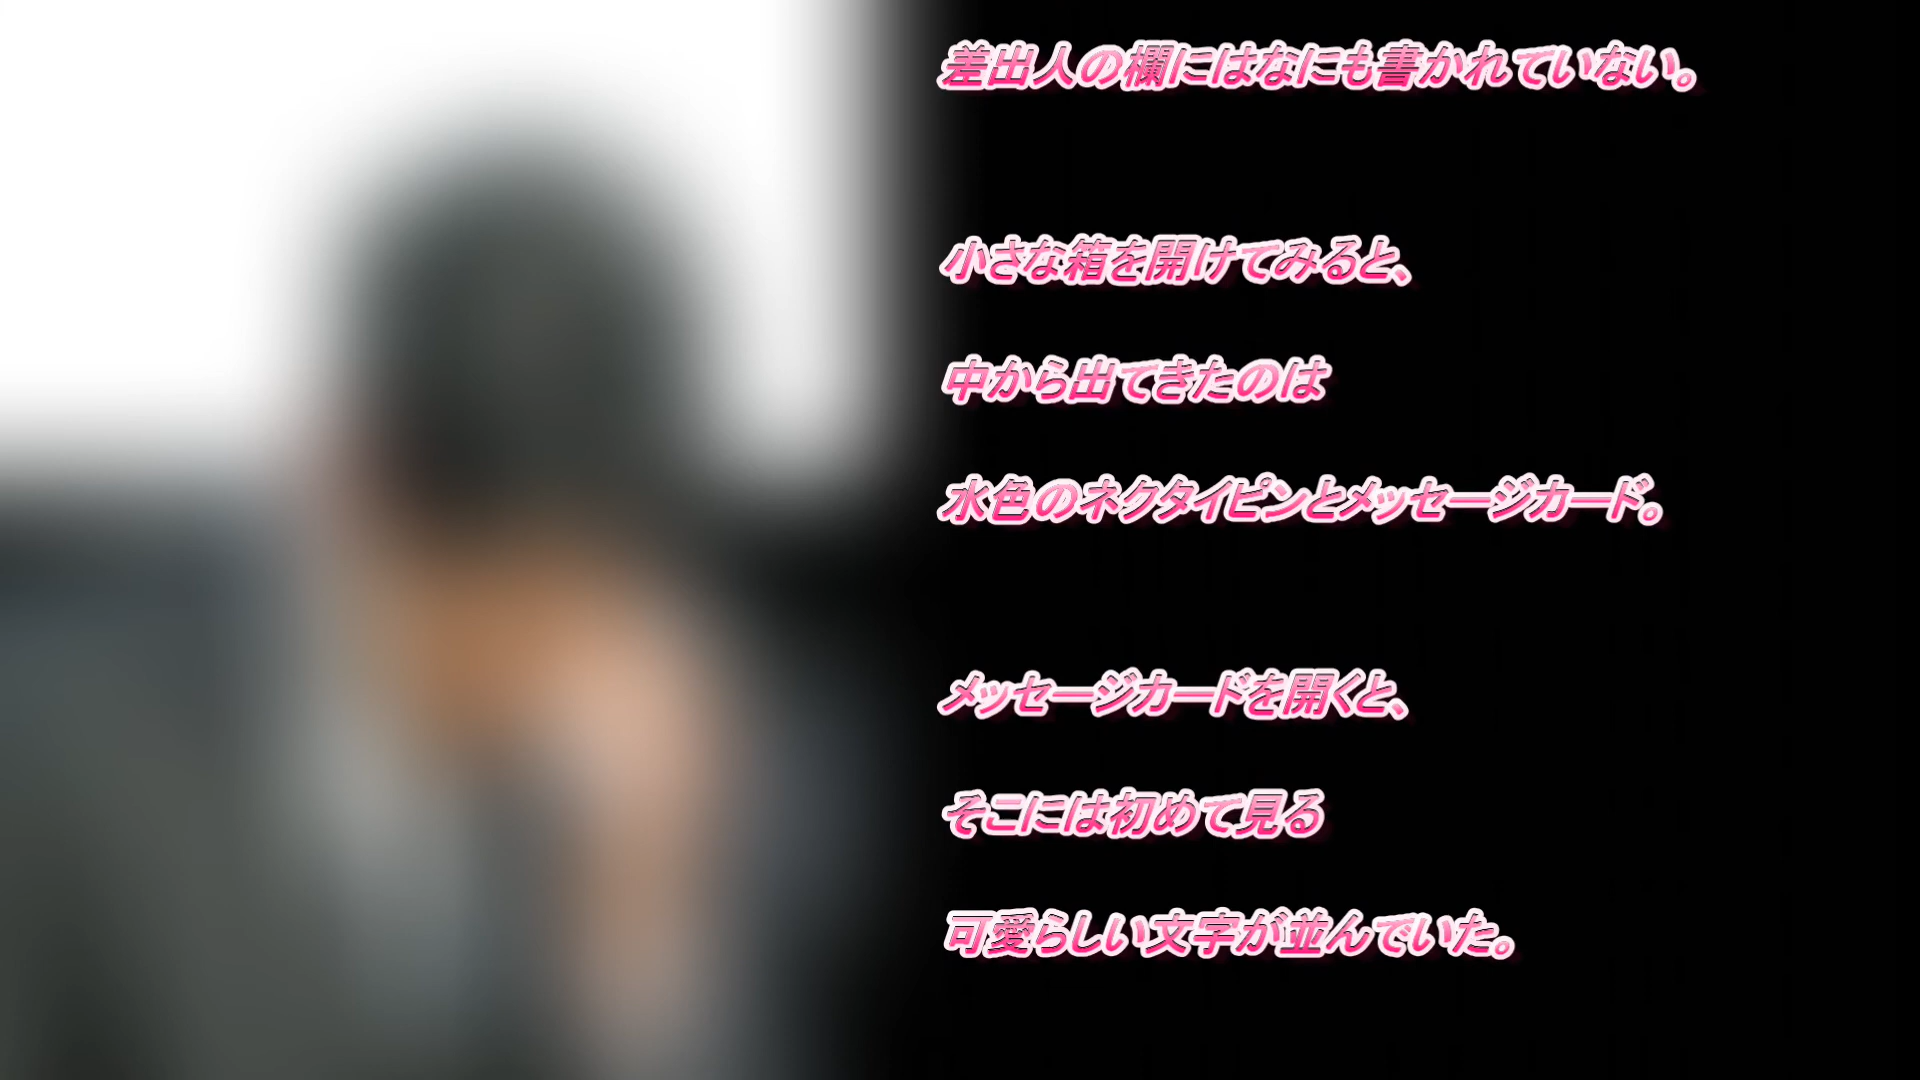 差出人の欄にはなにも書かれていない。
小さな箱を開けてみると、
中から出てきたのは
水色のネクタイピンとメッセージカード。
メッセージカードを開くと、
そこには初めて見る
可愛らしい文字が並んでいた。